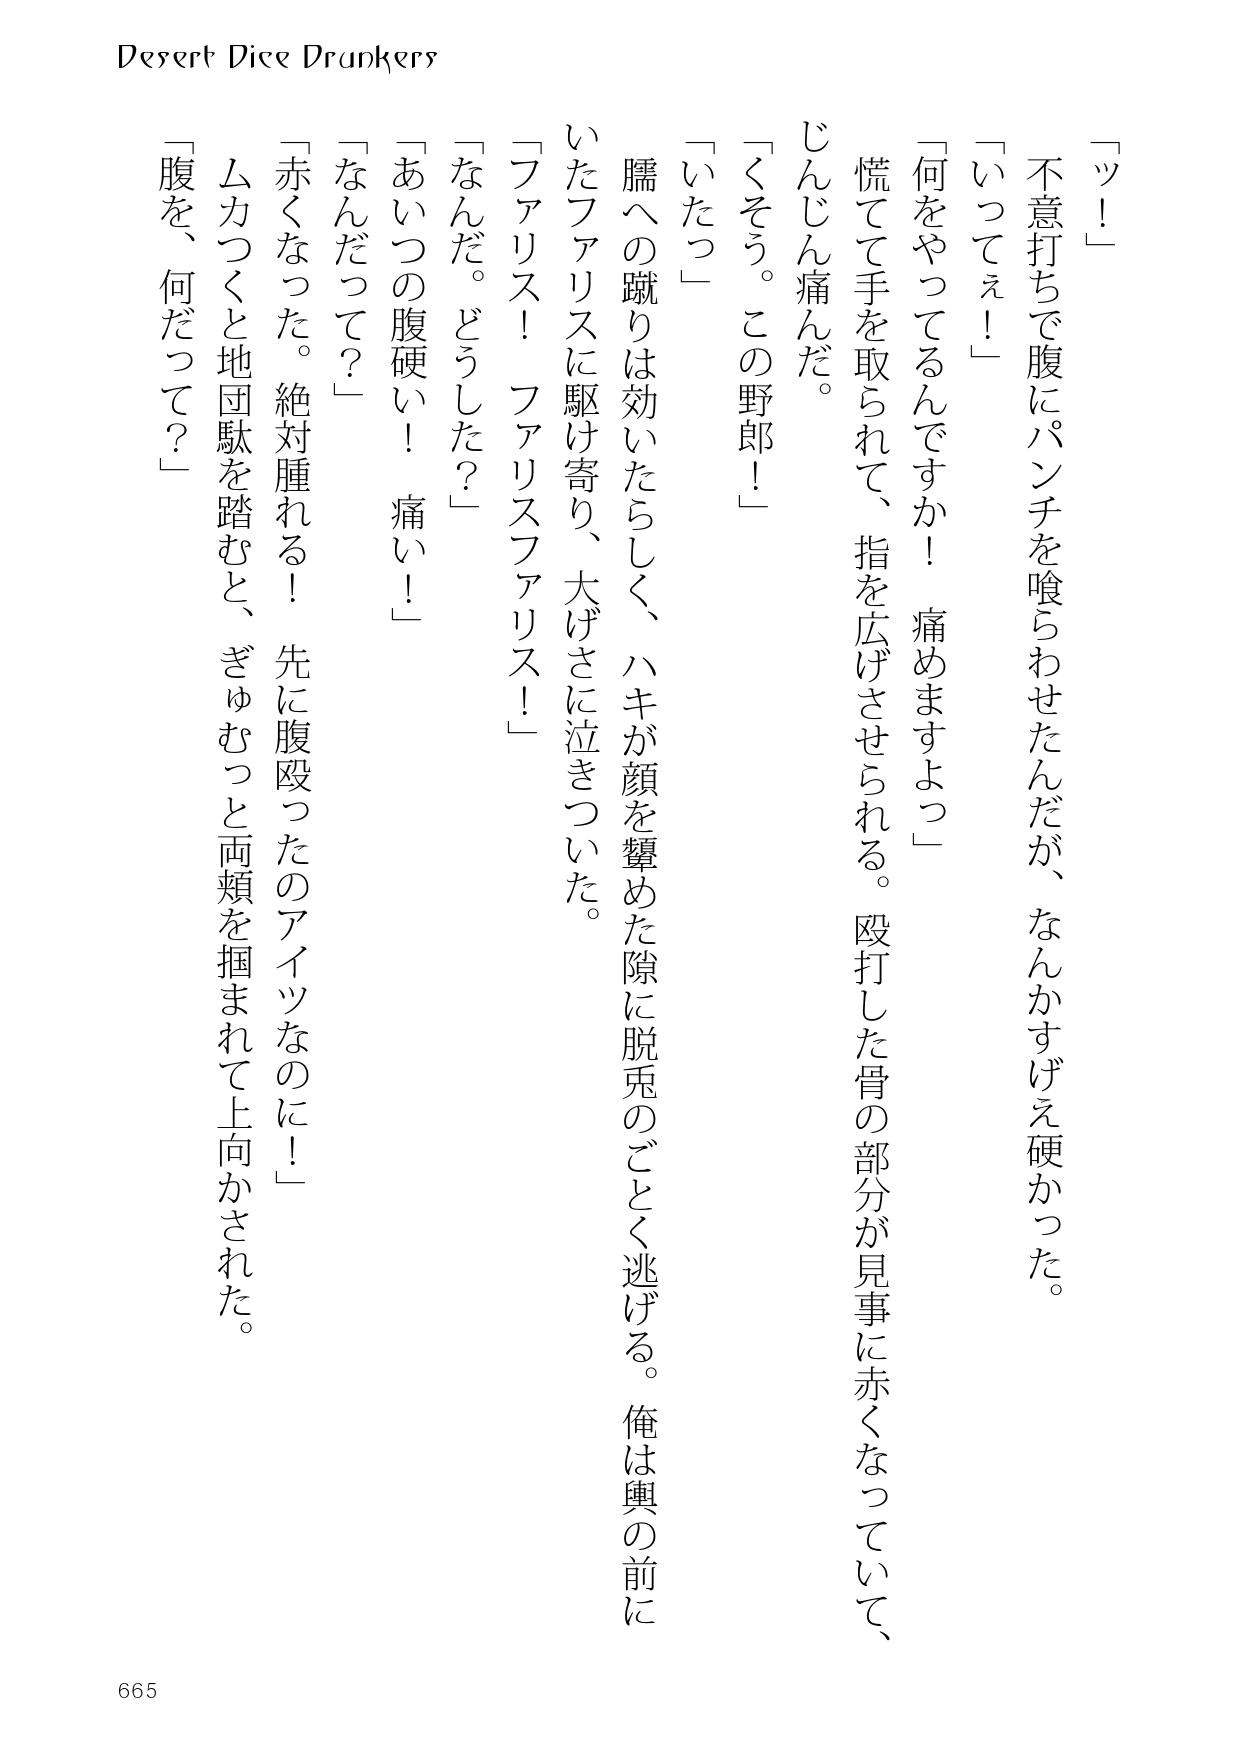 Desert Dice Drunkers
「ッ！」
　不意打ちで腹にパンチを喰らわせたんだが、なんかすげえ硬かった。
「いってぇ！」
「何をやってるんですか！　痛めますよっ」
　慌てて手を取られて、指を広げさせられる。殴打した骨の部分が見事に赤くなっていて、
じんじん痛んだ。
「くそう。この野郎！」
「いたっ」
　臑への蹴りは効いたらしく、ハキが顔を顰めた隙に脱兎のごとく逃げる。俺は輿の前に
いたファリスに駆け寄り、大げさに泣きついた。
「ファリス！　ファリスファリス！」
「なんだ。どうした？」
「あいつの腹硬い！　痛い！」
「なんだって？」
「赤くなった。絶対腫れる！　先に腹殴ったのアイツなのに！」
　ムカつくと地団駄を踏むと、ぎゅむっと両頬を掴まれて上向かされた。
「腹を、何だって？」
665